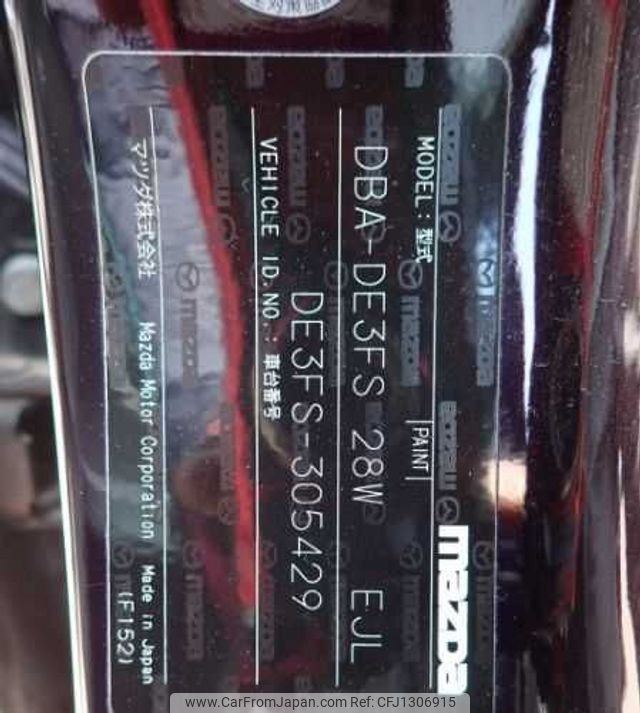 mazda
MODEL:型式 PAINT
DBA-DE3FS 28W EJL
VEHICLE ID.NO.:車台番号
DE3FS-305429
マツダ株式会社 Mazda Motor Corporation Made in Japan
(F152)
www.CarFromJapan.com Ref: CFJ1306915